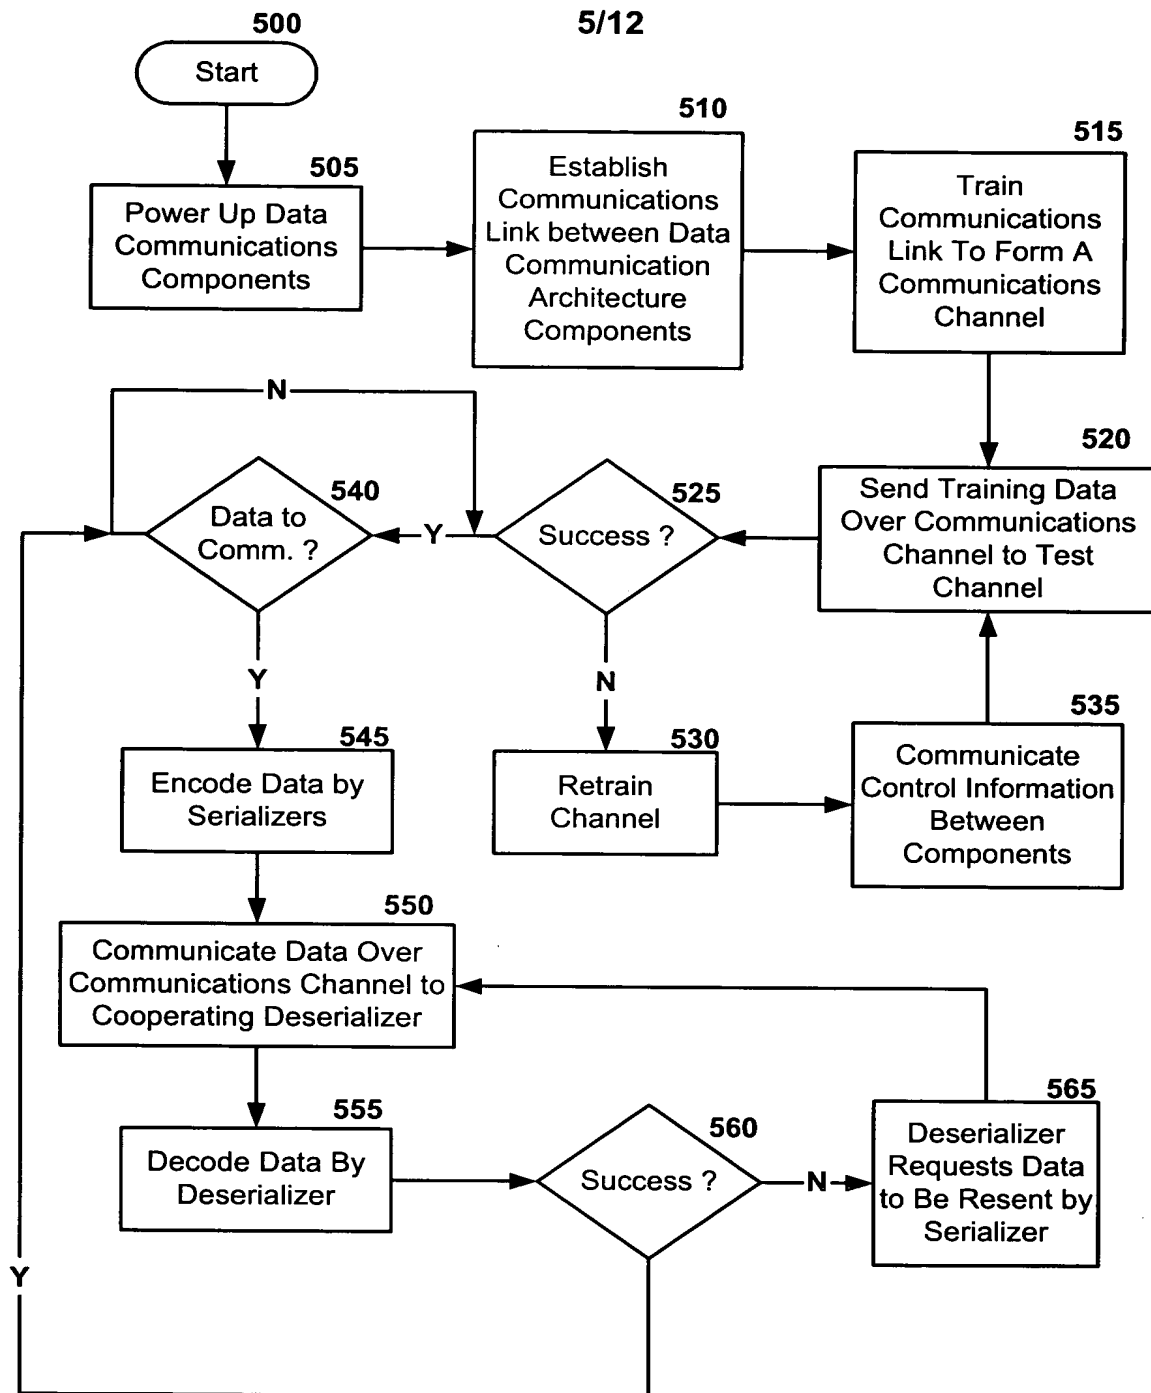 500
5/12
Start
505
Power Up Data
Communications
Components
510
Establish
Communications
Link between Data
Communication
Architecture
Components
515
Train
Communications
Link To Form A
Communications
Channel
520
Send Training Data
Over Communications
Channel to Test
Channel
525
Success ?
Y
N
540
Data to
Comm. ?
N
Y
530
Retrain
Channel
535
Communicate
Control Information
Between
Components
545
Encode Data by
Serializers
550
Communicate Data Over
Communications Channel to
Cooperating Deserializer
555
Decode Data By
Deserializer
560
Success ?
N
Y
565
Deserializer
Requests Data
to Be Resent by
Serializer